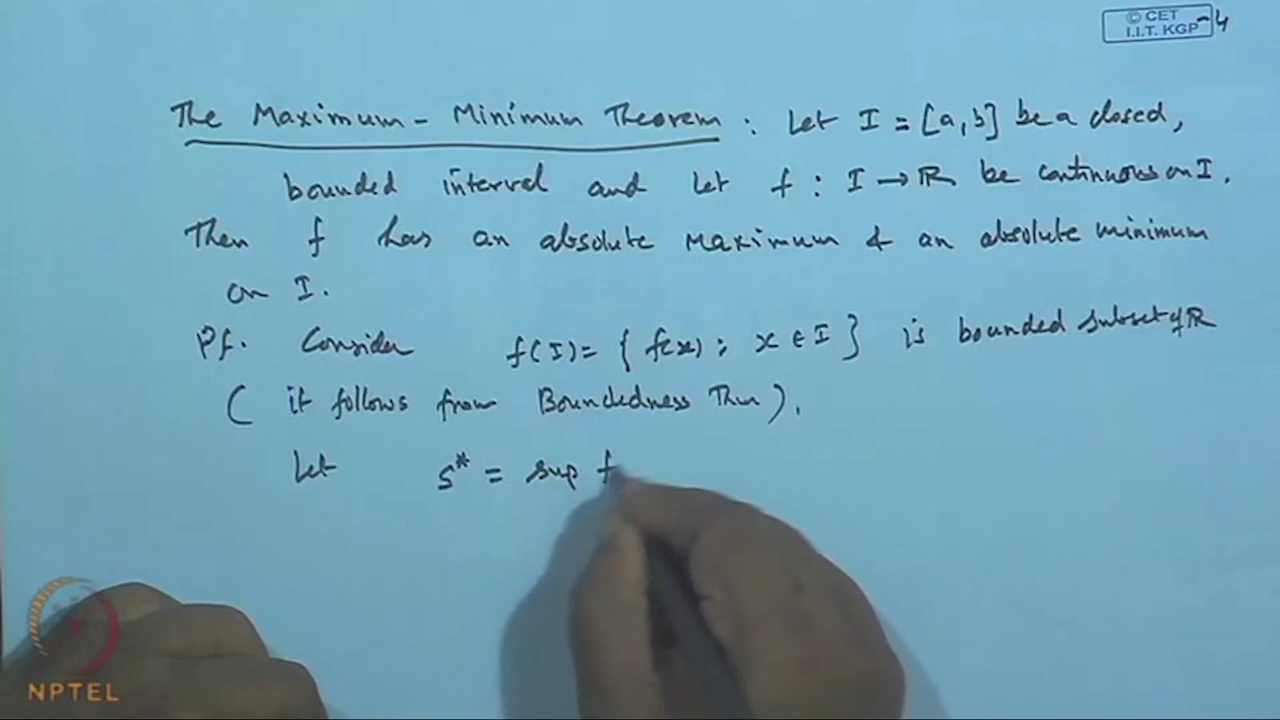 © CET
I.I.T. KGP -4
The Maximum - Minimum Theorem : Let I = [a, b] be a closed,
bounded interval and let f : I → ℝ be continuous on I.
Then f has an absolute maximum & an absolute minimum
on I.
Pf. Consider f(I) = { f(x) ; x ∈ I } is bounded subset of ℝ
( it follows from Boundedness Thm ).
Let s* = sup f
NPTEL